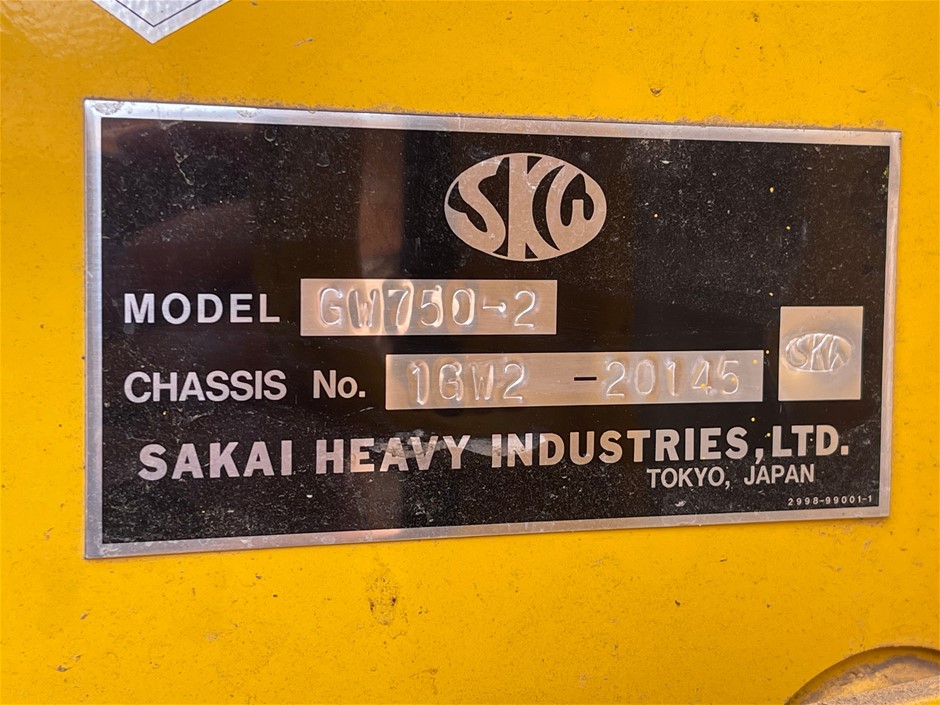 SKW
MODEL GW750-2
CHASSIS No. 1GW2 -20145
SKW
SAKAI HEAVY INDUSTRIES, LTD.
TOKYO, JAPAN
2998-99001-1